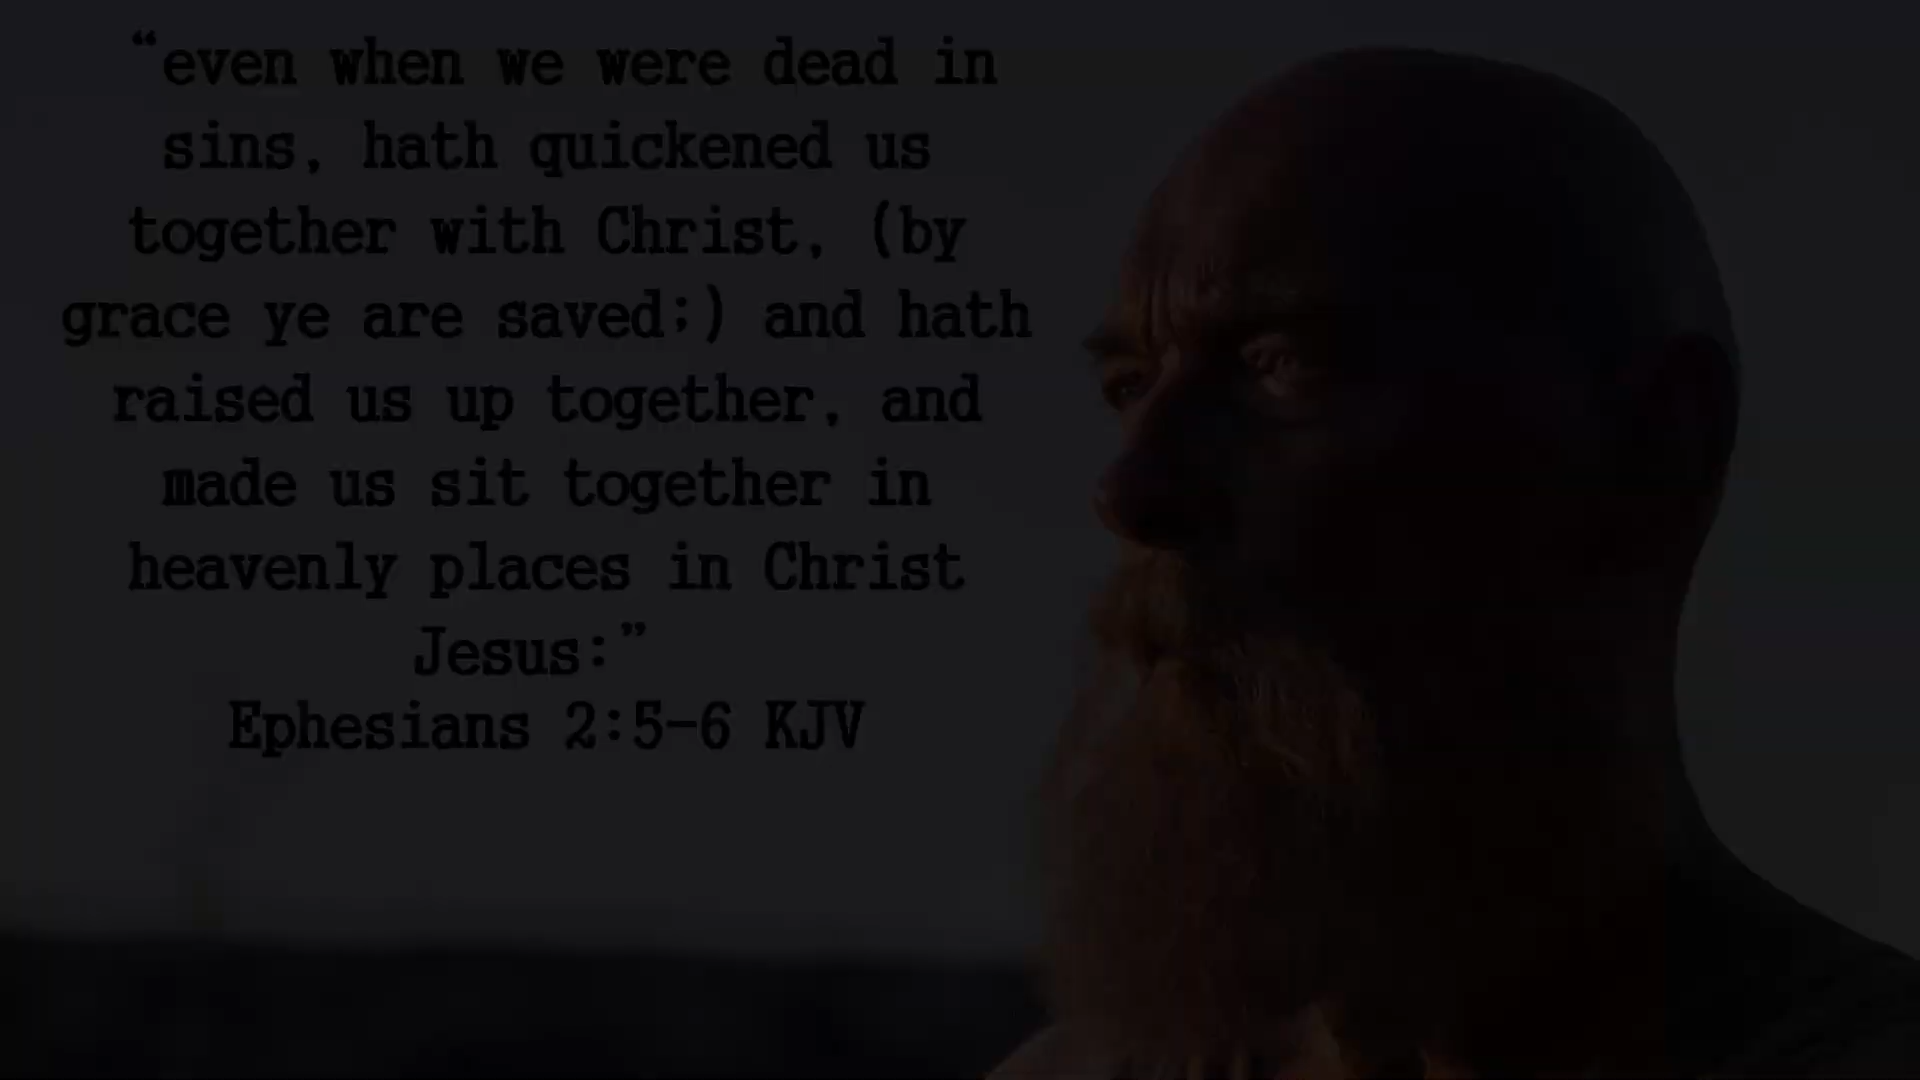 “even when we were dead in
sins, hath quickened us
together with Christ, (by
grace ye are saved;) and hath
raised us up together, and
made us sit together in
heavenly places in Christ
Jesus:”
Ephesians 2:5-6 KJV